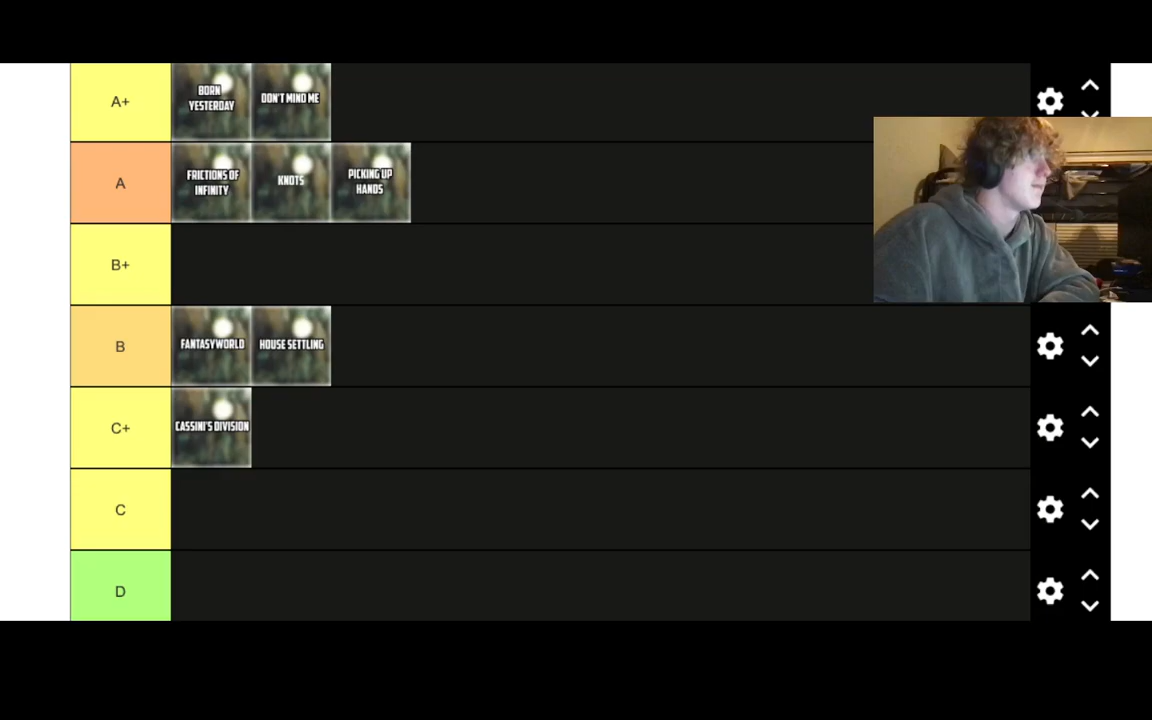 A+
BORN
YESTERDAY
DON'T MIND ME
A
FRICTIONS OF
INFINITY
KNOTS
PICKING UP
HANDS
B+
B
FANTASYWORLD
HOUSE SETTLING
C+
CASSINI'S DIVISION
C
D